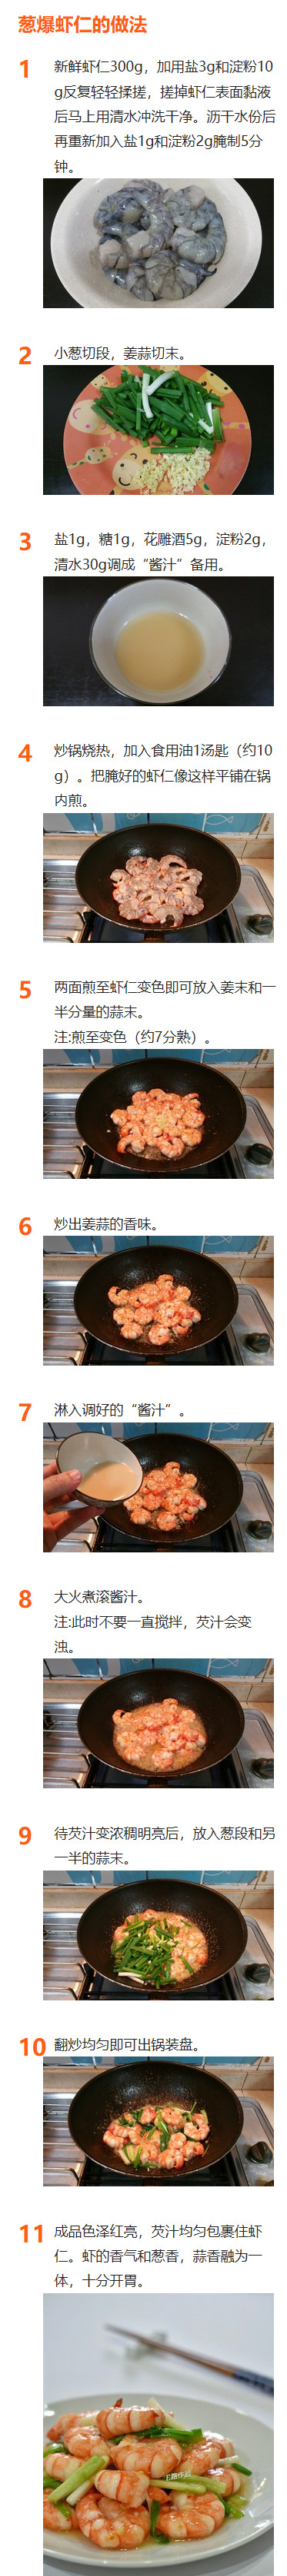 葱爆虾仁的做法
1
新鲜虾仁300g，加用盐3g和淀粉10
g反复轻轻揉搓，搓掉虾仁表面黏液
后马上用清水冲洗干净。沥干水份后
再重新加入盐1g和淀粉2g腌制5分
钟。
2
小葱切段，姜蒜切末。
3
盐1g，糖1g，花雕酒5g，淀粉2g，
清水30g调成“酱汁”备用。
4
炒锅烧热，加入食用油1汤匙（约10
g）。把腌好的虾仁像这样平铺在锅
内煎。
5
两面煎至虾仁变色即可放入姜末和一
半分量的蒜末。
注:煎至变色（约7分熟）。
6
炒出姜蒜的香味。
7
淋入调好的“酱汁”。
8
大火煮滚酱汁。
注:此时不要一直搅拌，芡汁会变
浊。
9
待芡汁变浓稠明亮后，放入葱段和另
一半的蒜末。
10
翻炒均匀即可出锅装盘。
11
成品色泽红亮，芡汁均匀包裹住虾
仁。虾的香气和葱香，蒜香融为一
体，十分开胃。